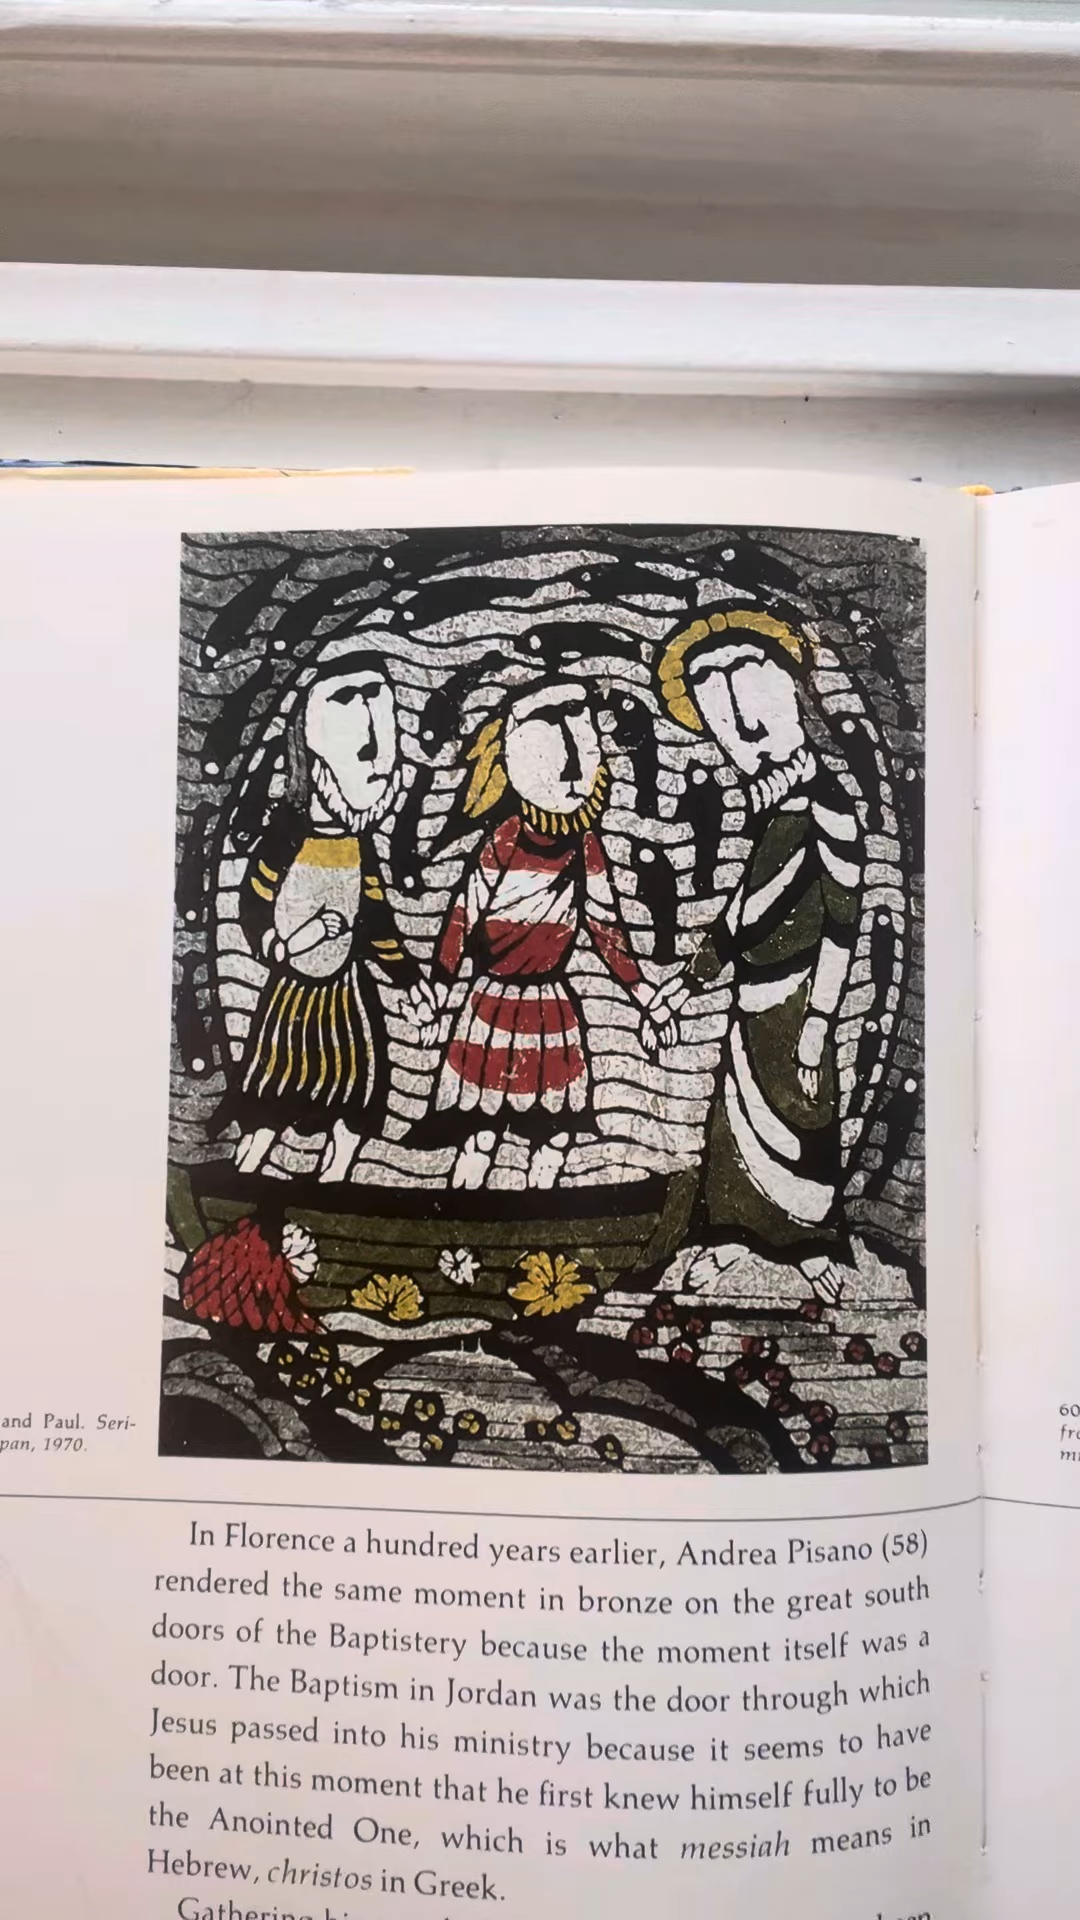 and Paul. Seri-
pan, 1970.
60
In Florence a hundred years earlier, Andrea Pisano (58)
rendered the same moment in bronze on the great south
doors of the Baptistery because the moment itself was a
door. The Baptism in Jordan was the door through which
Jesus passed into his ministry because it seems to have
been at this moment that he first knew himself fully to be
the Anointed One, which is what messiah means in
Hebrew, christos in Greek.
Gathering